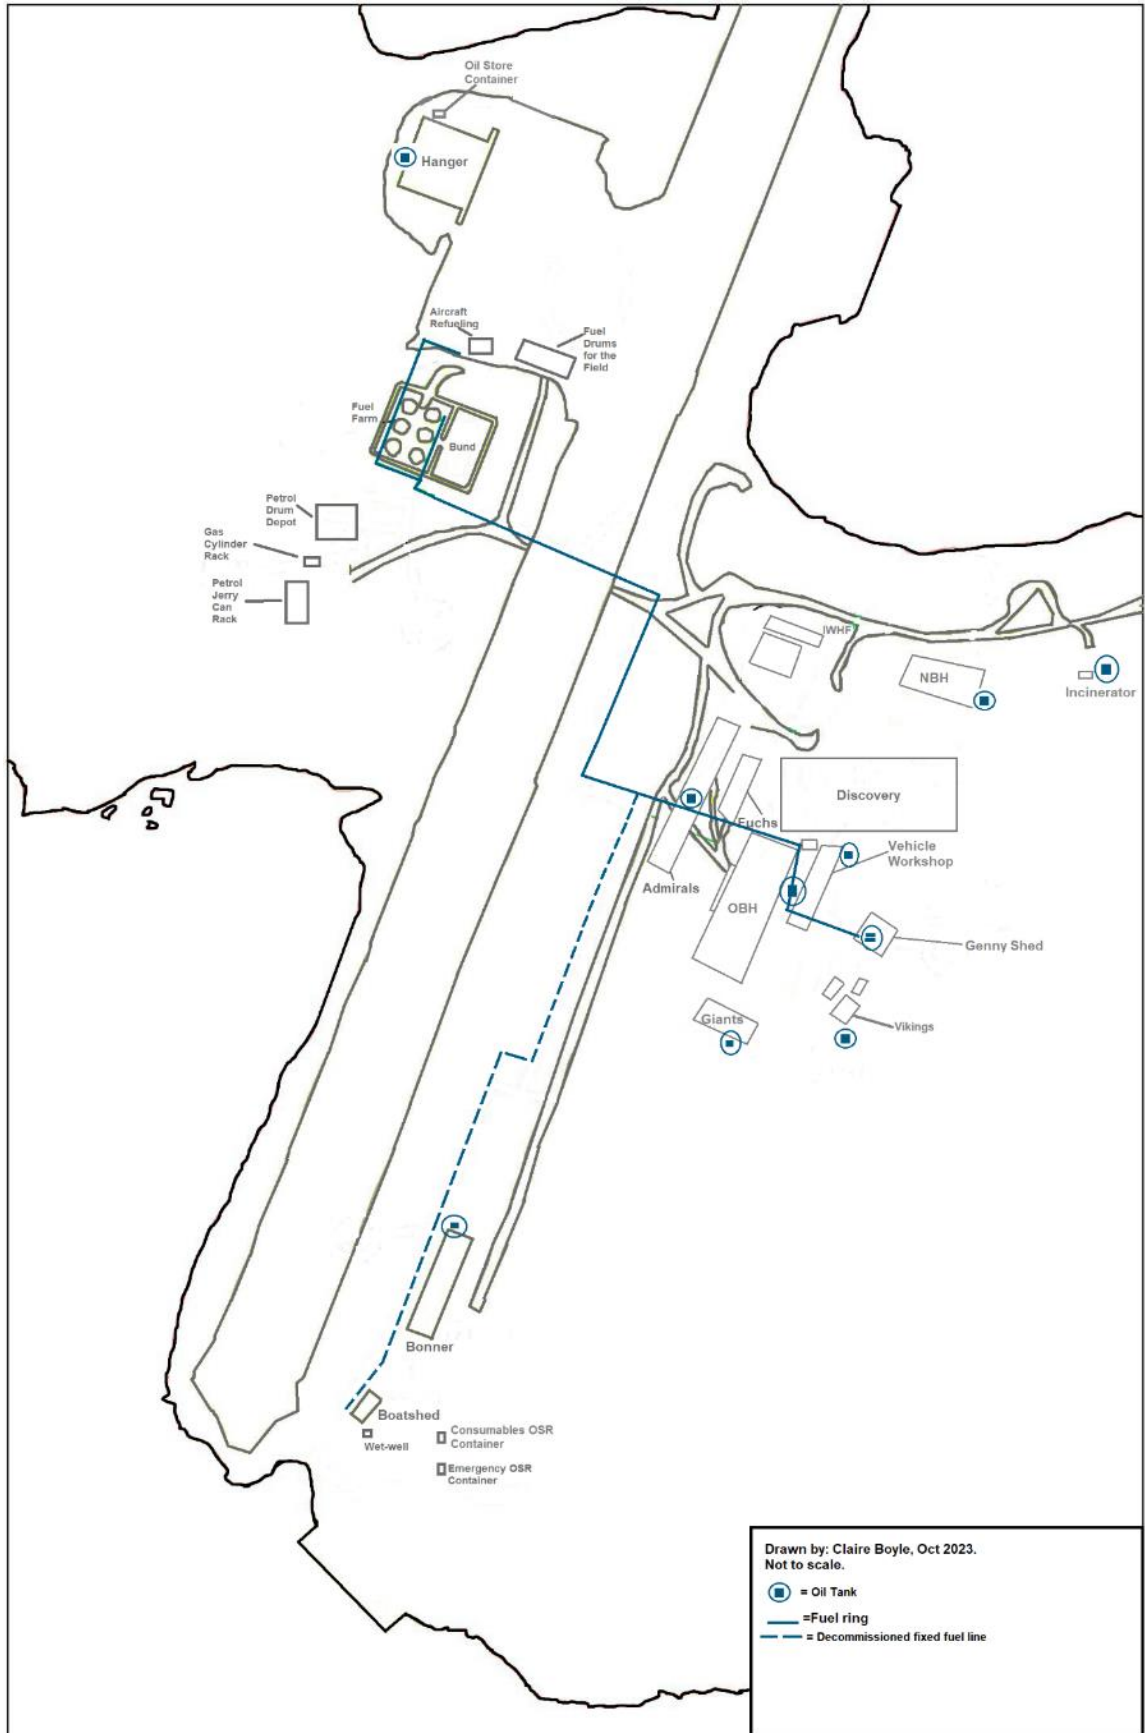 Oil Store
Container
Hanger
Aircraft
Refueling
Fuel
Drums
for the
Field
Fuel
Farm
Bund
Petrol
Drum
Depot
Gas
Cylinder
Rack
Petrol
Jerry
Can
Rack
IWHF
NBH
Incinerator
Discovery
Fuchs
Vehicle
Workshop
Admirals
OBH
Genny Shed
Giants
Vikings
Bonner
Boatshed
Wet-well
Consumables OSR
Container
Emergency OSR
Container
Drawn by: Claire Boyle, Oct 2023.
Not to scale.
= Oil Tank
=Fuel ring
= Decommissioned fixed fuel line